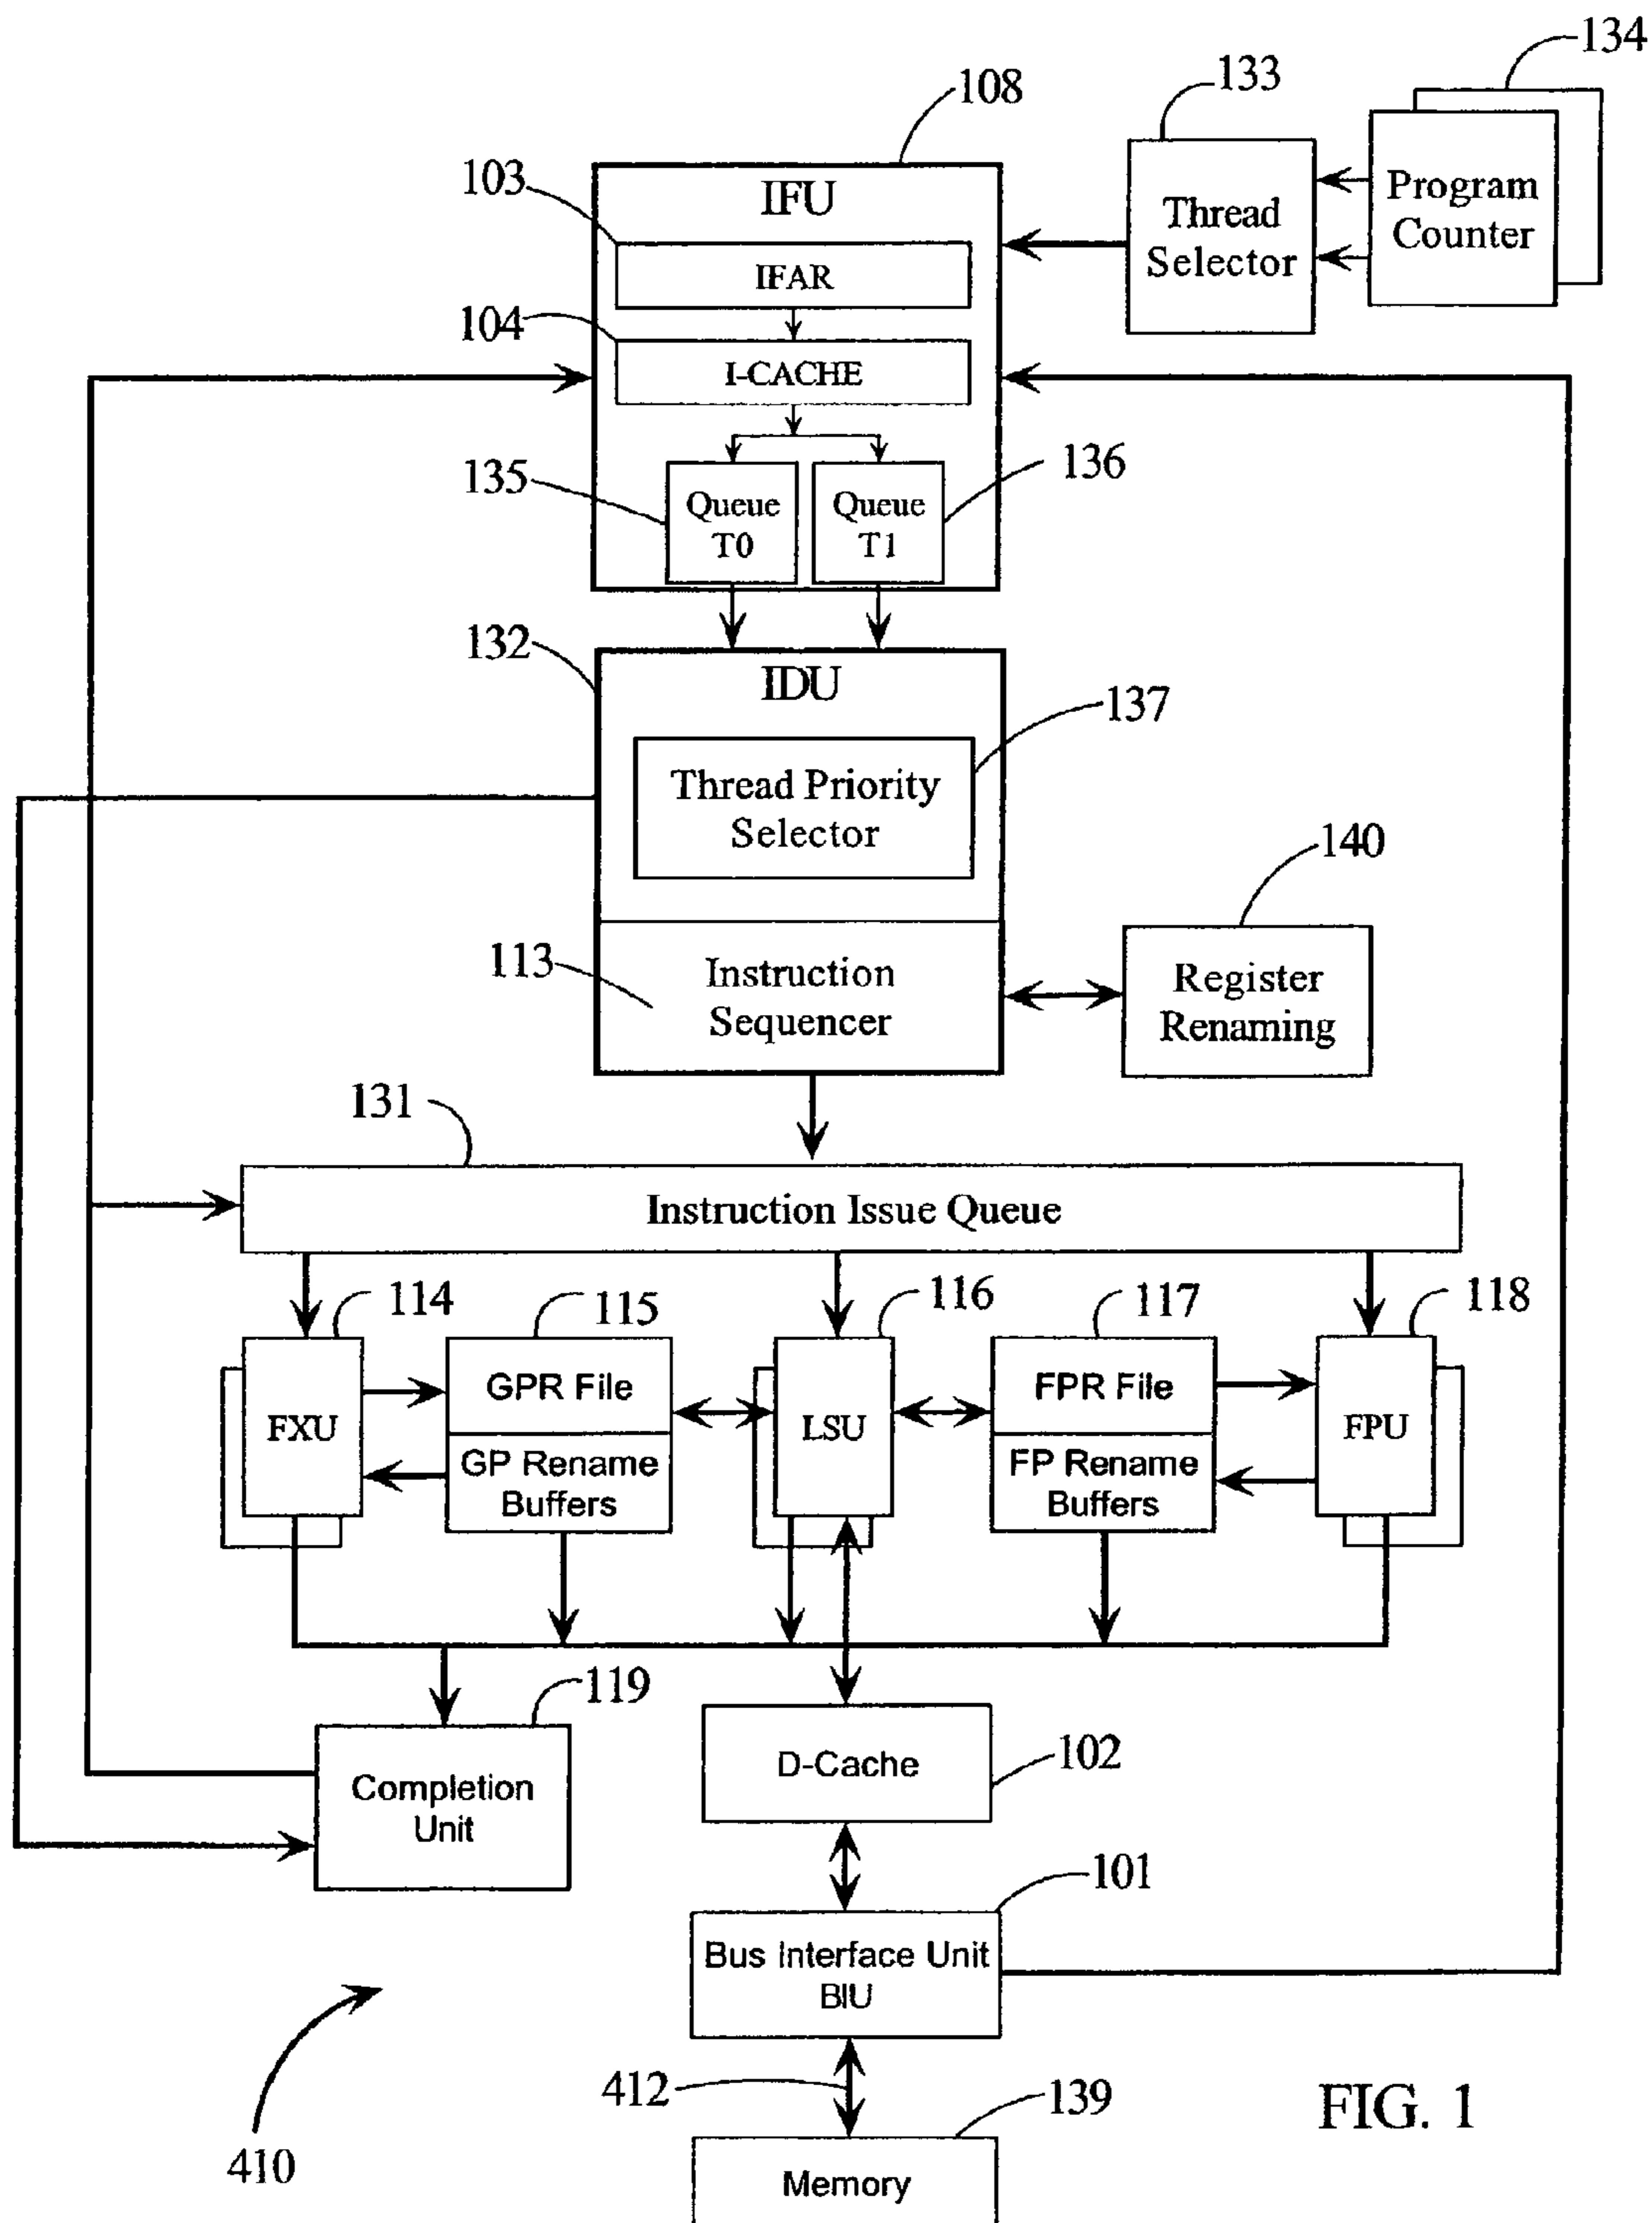 134
133
108
103
IFU
Program
Counter
Thread
Selector
IFAR
104
I-CACHE
135
136
Queue
T0
Queue
T1
132
IDU
137
Thread Priority
Selector
140
113
Instruction
Sequencer
Register
Renaming
131
Instruction Issue Queue
114
115
116
117
118
FXU
GPR File
GP Rename
Buffers
LSU
FPR File
FP Rename
Buffers
FPU
119
Completion
Unit
D-Cache
102
101
Bus Interface Unit
BIU
412
139
FIG. 1
410
Memory